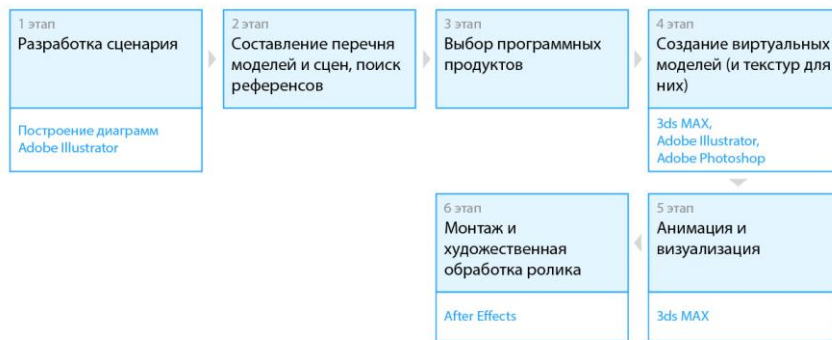 1 этап
Разработка сценария
Построение диаграмм
Adobe Illustrator
2 этап
Составление перечня
моделей и сцен, поиск
референсов
3 этап
Выбор программных
продуктов
4 этап
Создание виртуальных
моделей (и текстур для
них)
3ds MAX,
Adobe Illustrator,
Adobe Photoshop
5 этап
Анимация и
визуализация
3ds MAX
6 этап
Монтаж и
художественная
обработка ролика
After Effects